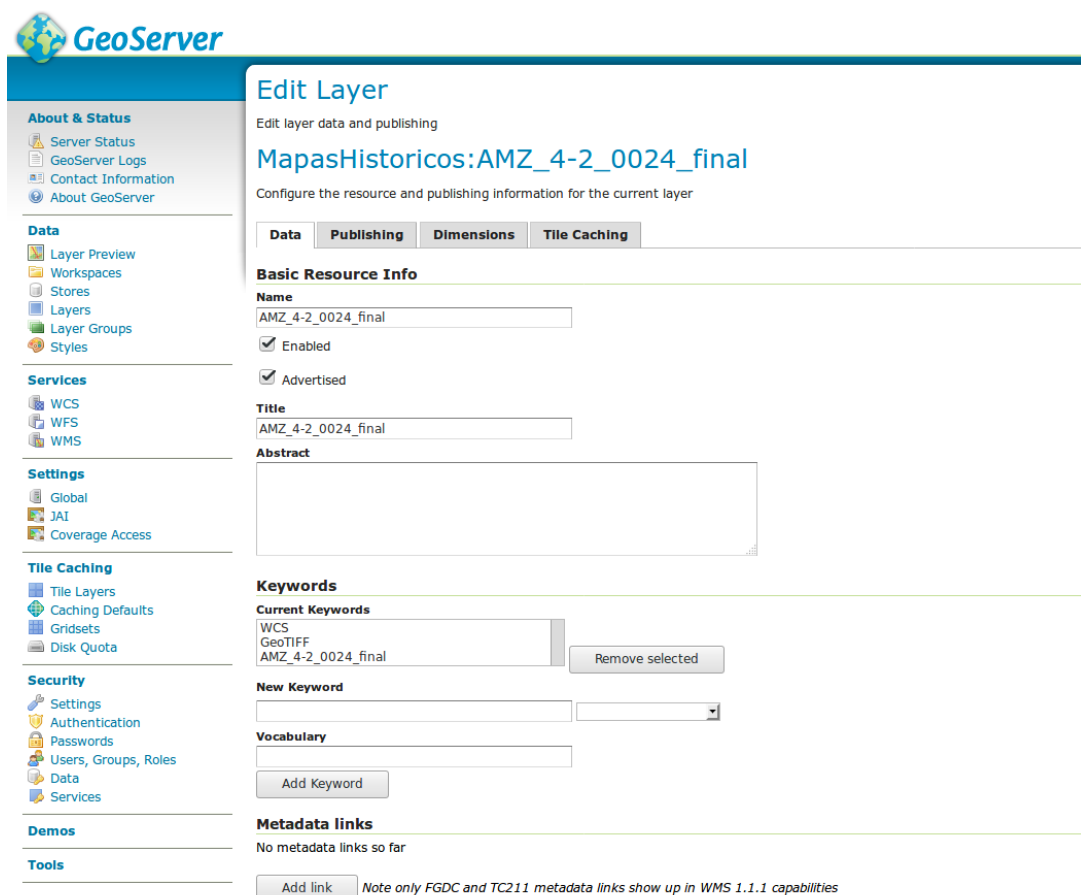 GeoServer
About & Status
Server Status
GeoServer Logs
Contact Information
About GeoServer
Data
Layer Preview
Workspaces
Stores
Layers
Layer Groups
Styles
Services
WCS
WFS
WMS
Settings
Global
JAI
Coverage Access
Tile Caching
Tile Layers
Caching Defaults
Gridsets
Disk Quota
Security
Settings
Authentication
Passwords
Users, Groups, Roles
Data
Services
Demos
Tools
Edit Layer
Edit layer data and publishing
MapasHistoricos:AMZ_4-2_0024_final
Configure the resource and publishing information for the current layer
Data Publishing Dimensions Tile Caching
Basic Resource Info
Name
AMZ_4-2_0024_final
Enabled
Advertised
Title
AMZ_4-2_0024_final
Abstract
Keywords
Current Keywords
WCS
GeoTIFF
AMZ_4-2_0024_final
Remove selected
New Keyword
Vocabulary
Add Keyword
Metadata links
No metadata links so far
Add link Note only FGDC and TC211 metadata links show up in WMS 1.1.1 capabilities